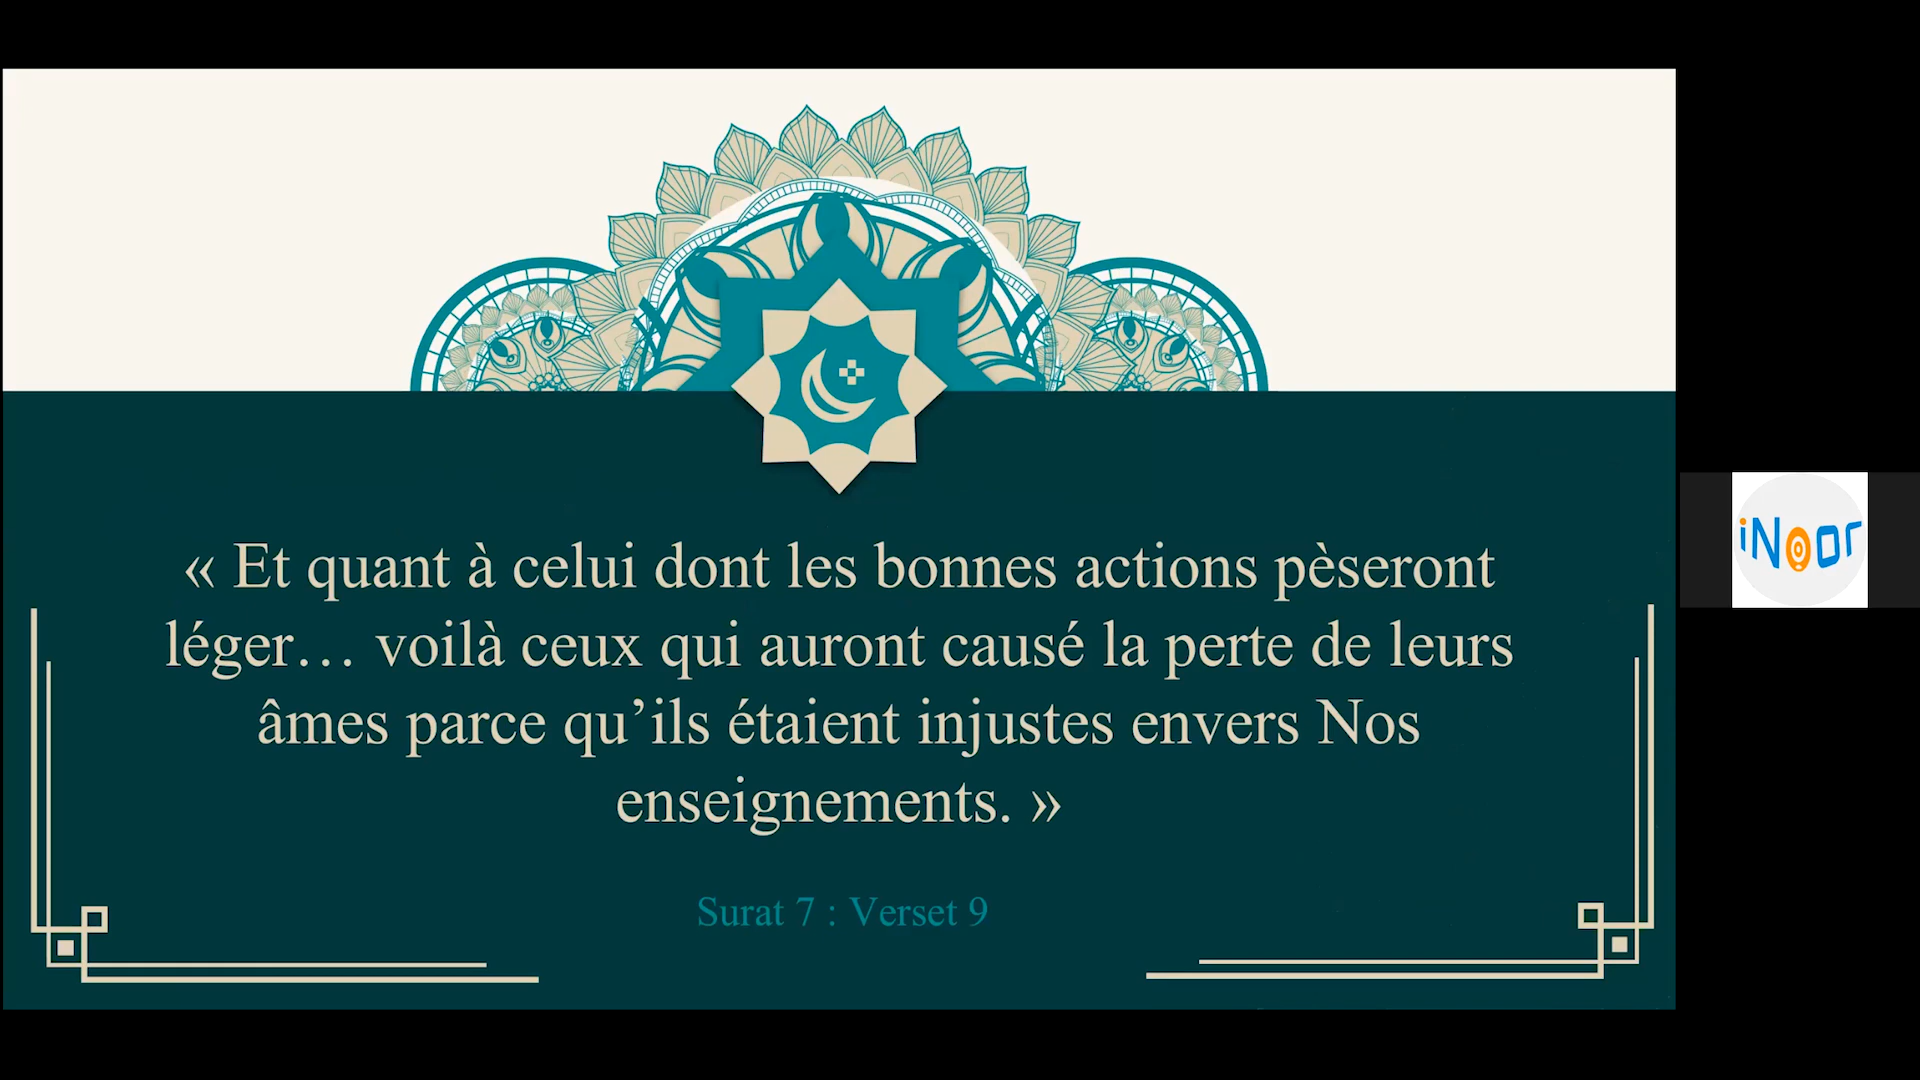 « Et quant à celui dont les bonnes actions pèseront
léger… voilà ceux qui auront causé la perte de leurs
âmes parce qu’ils étaient injustes envers Nos
enseignements. »
Surat 7 : Verset 9
iNoor